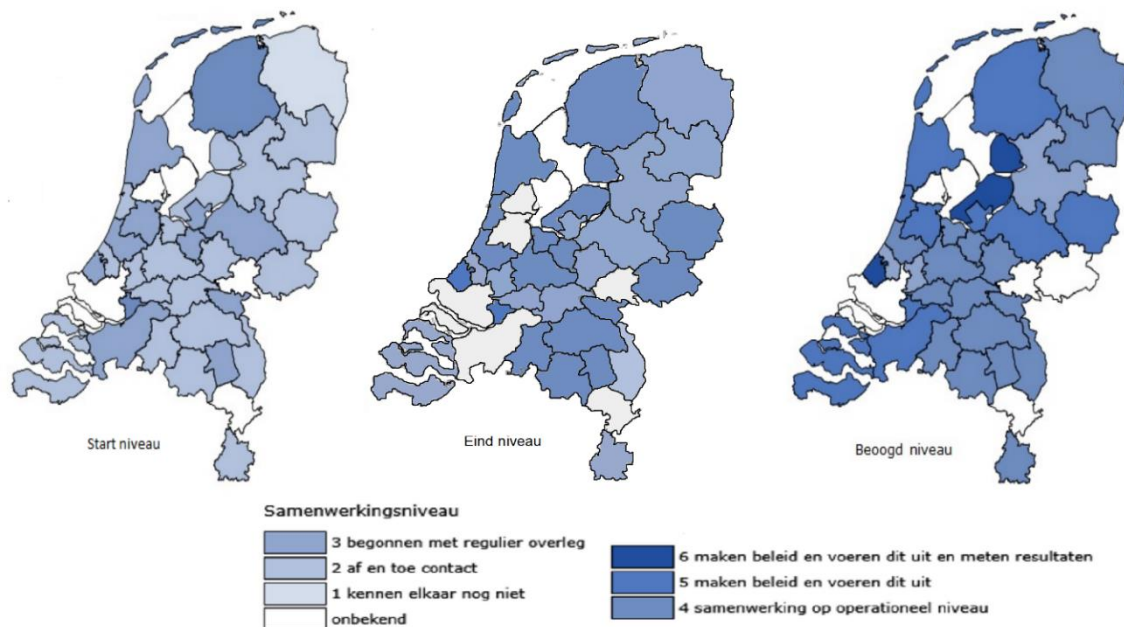 Start niveau
Eind niveau
Beoogd niveau
Samenwerkingsniveau
3 begonnen met regulier overleg
2 af en toe contact
1 kennen elkaar nog niet
onbekend
6 maken beleid en voeren dit uit en meten resultaten
5 maken beleid en voeren dit uit
4 samenwerking op operationeel niveau